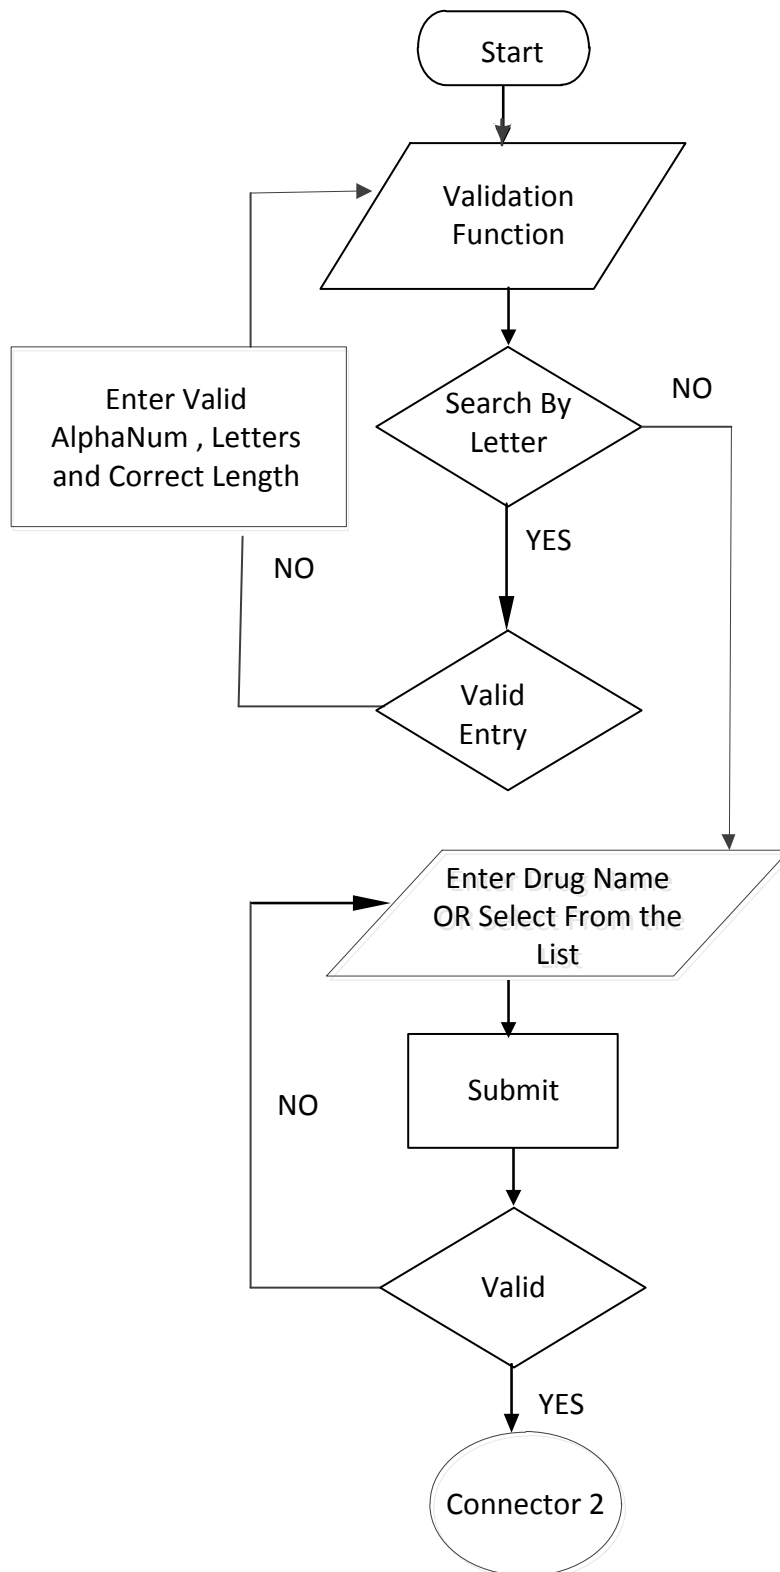 Start
Validation
Function
Search By
Letter
NO
Enter Valid
AlphaNum , Letters
and Correct Length
YES
NO
Valid
Entry
Enter Drug Name
OR Select From the
List
Submit
NO
Valid
YES
Connector 2